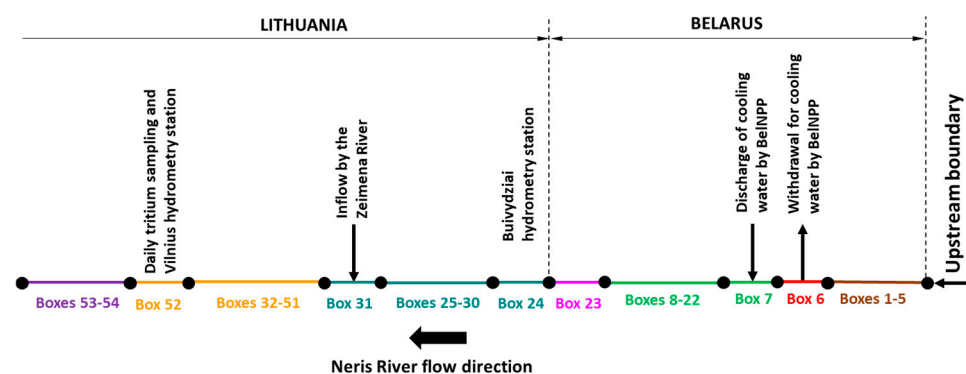 LITHUANIA
BELARUS
Daily tritium sampling and
Vilnius hydrometry station
Inflow by the
Zeimena River
Buivydziai
hydrometry station
Discharge of cooling
water by BelNPP
Withdrawal for cooling
water by BelNPP
Upstream boundary
Boxes 53-54
Box 52
Boxes 32-51
Box 31
Boxes 25-30
Box 24
Box 23
Boxes 8-22
Box 7
Box 6
Boxes 1-5
Neris River flow direction